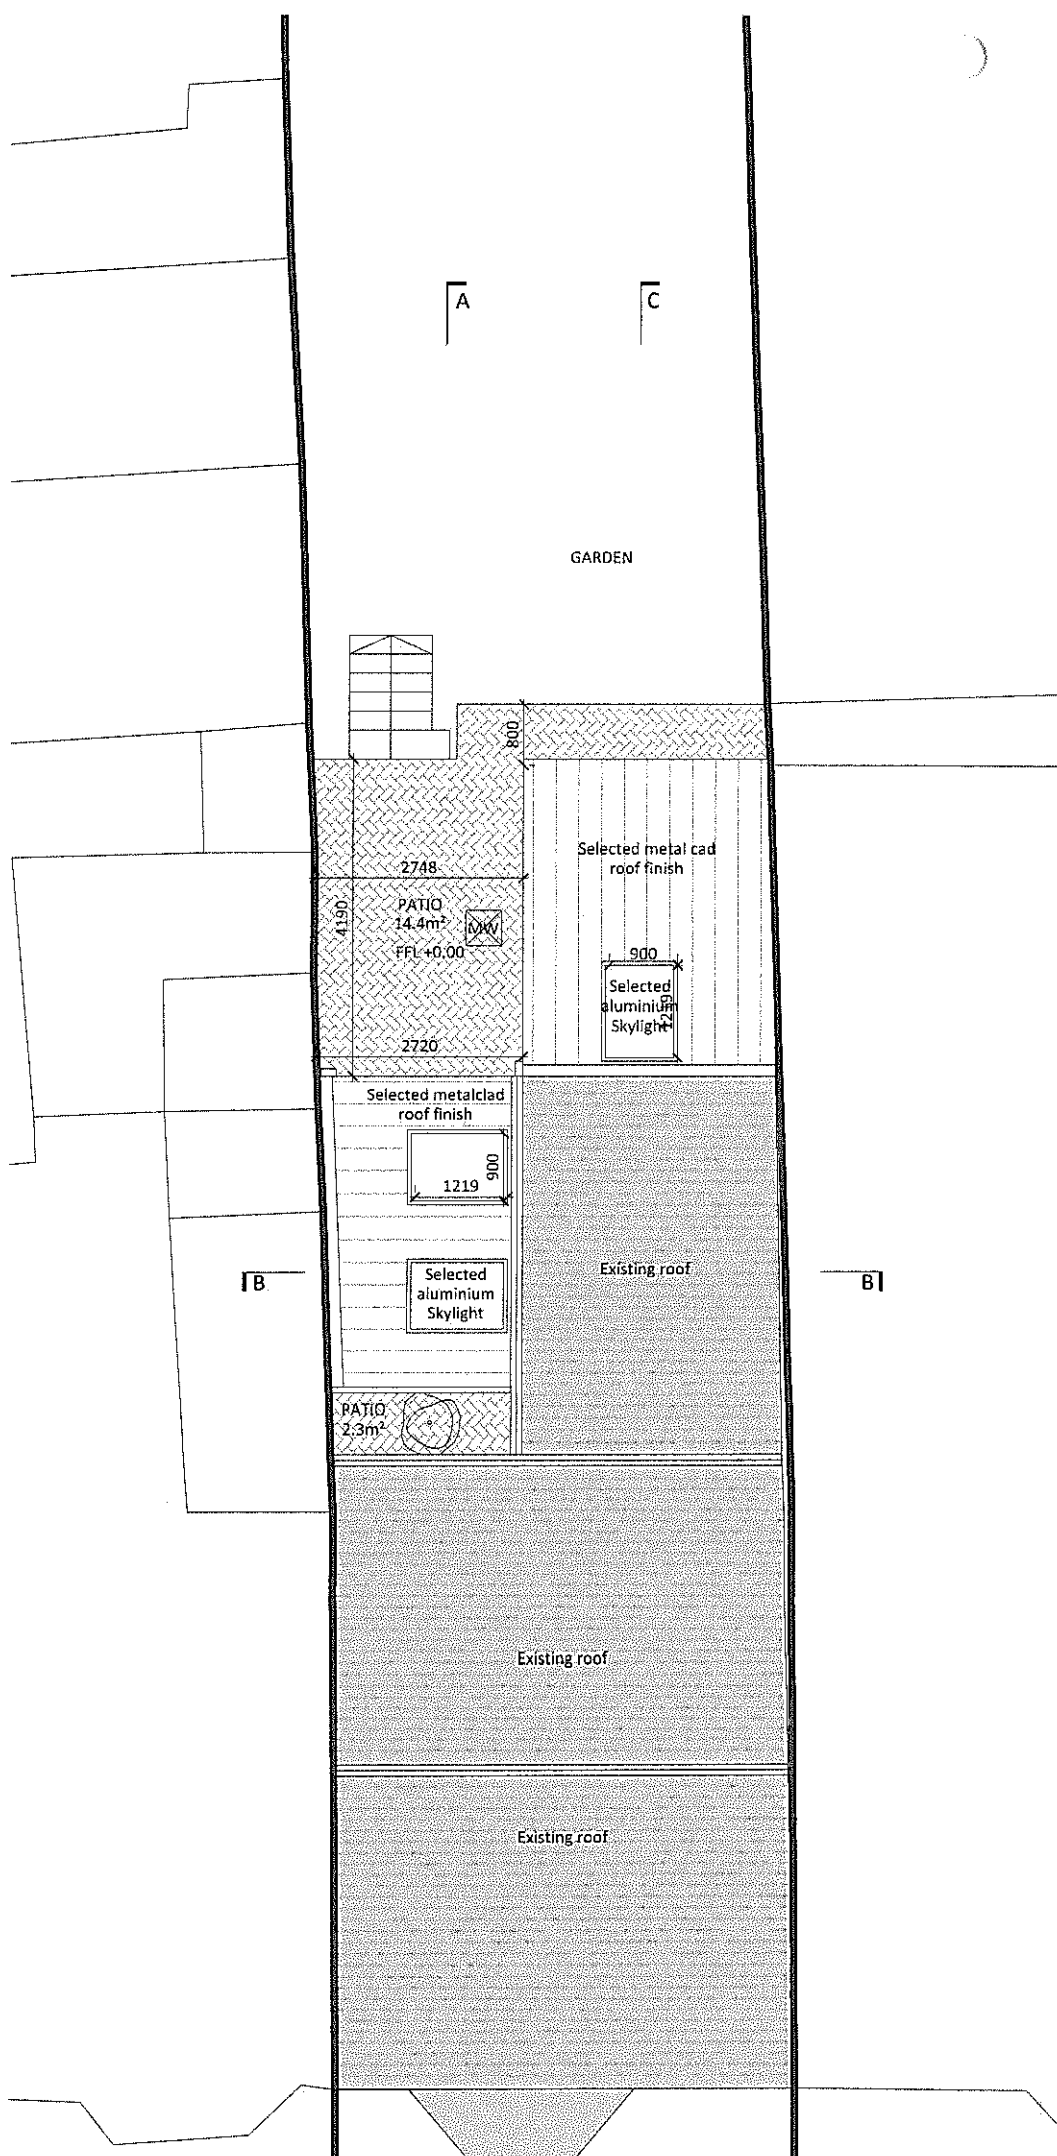 A
C
GARDEN
800
Selected metal cad
roof finish
2748
PATIO
14.4m²
MW
FFL +0.00
4190
900
Selected
aluminium
Skylight
1219
2720
Selected metalclad
roof finish
900
1219
Existing roof
B
B
Selected
aluminium
Skylight
PATIO
2.3m²
Existing roof
Existing roof